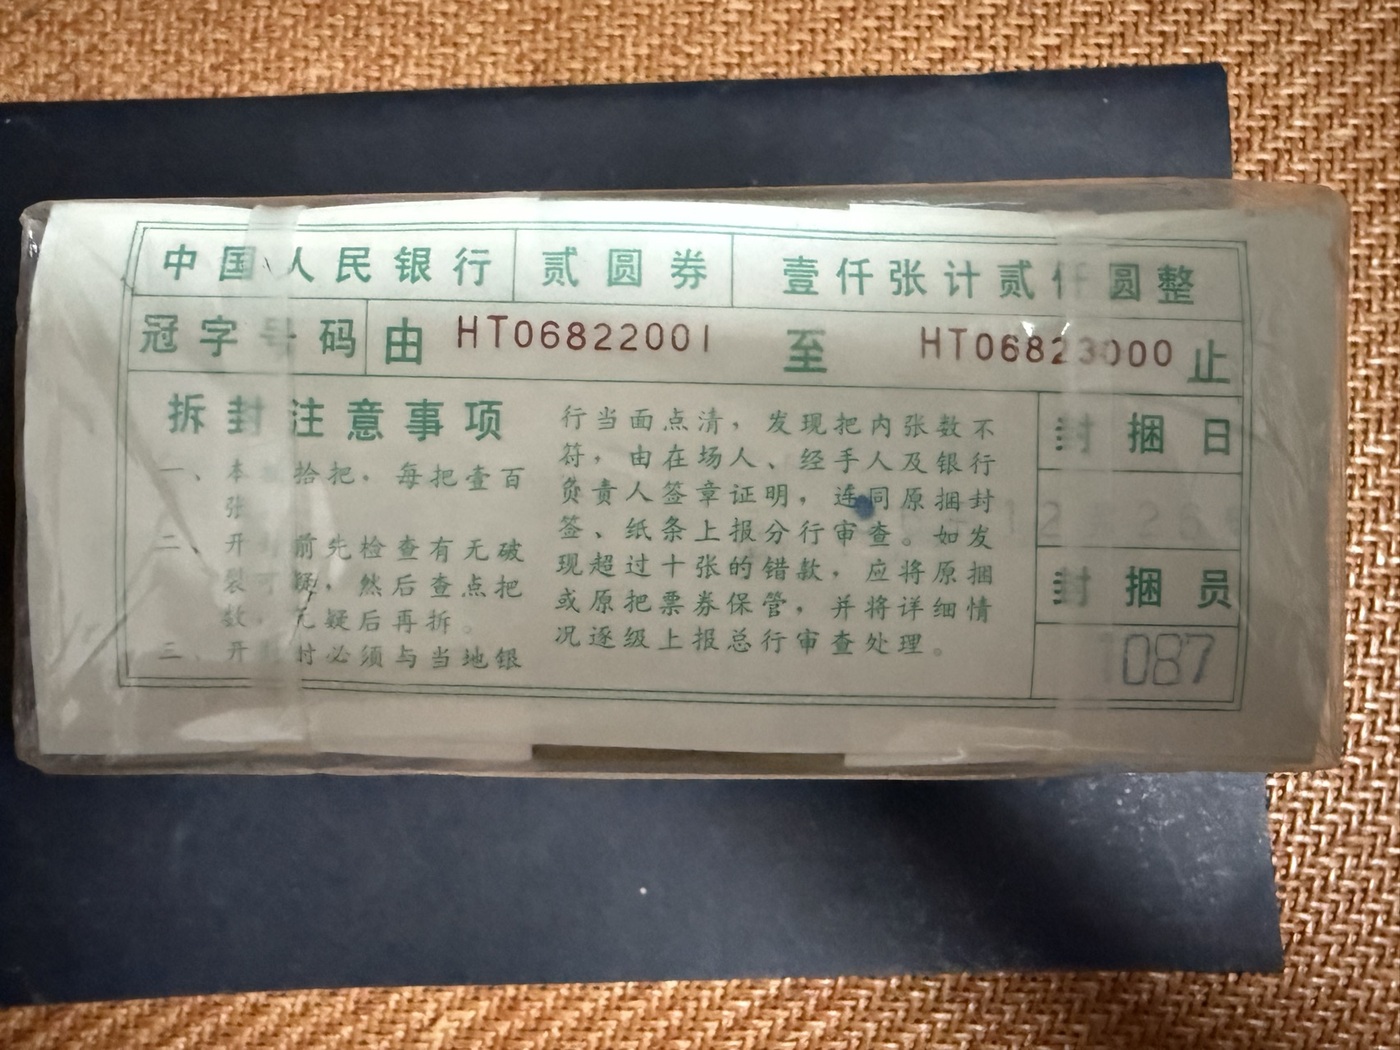 中国人民银行 贰圆券 壹仟张计贰仟圆整
冠字号码 由 HT06822001 至 HT06823000 止
拆封注意事项
一、本 拾把，每把壹百
张
二、开 前先检查有无破
裂可疑，然后查点把
数，无疑后再拆。
三、开 时必须与当地银
行当面点清，发现把内张数不
符，由在场人、经手人及银行
负责人签章证明，连同原捆封
签、纸条上报分行审查。如发
现超过十张的错款，应将原捆
或原把票券保管，并将详细情
况逐级上报总行审查处理。
封捆日
封捆员
1087